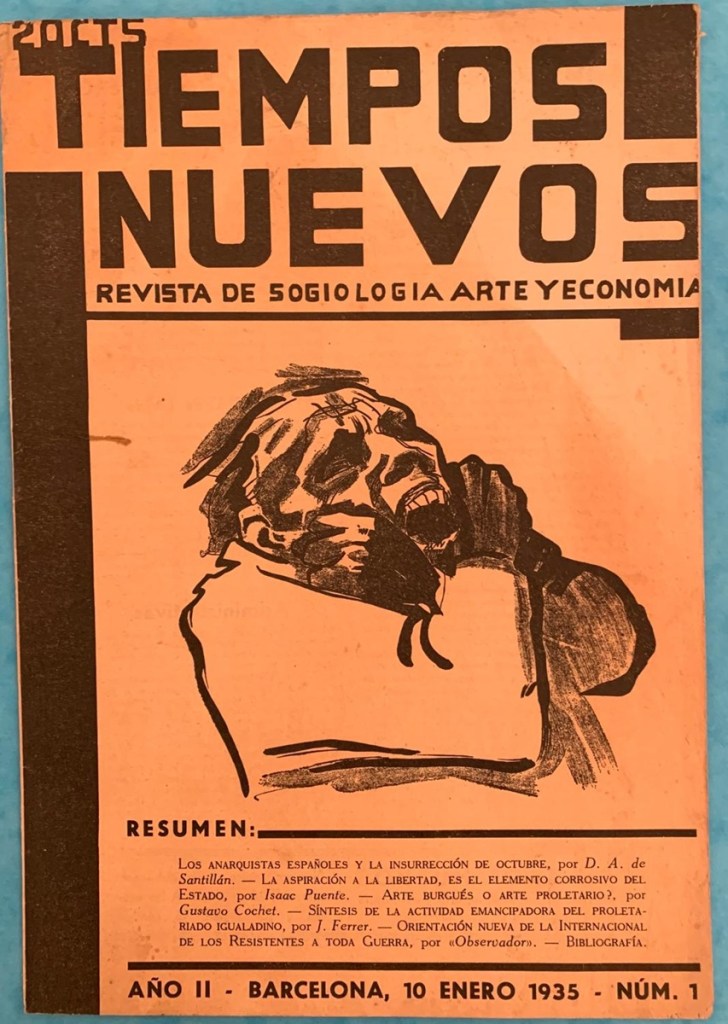 20CTS
TIEMPOS
NUEVOS
REVISTA DE SOGIOLOGIA ARTE Y ECONOMIA
RESUMEN:
LOS ANARQUISTAS ESPAÑOLES Y LA INSURRECCIÓN DE OCTUBRE, por D. A. de
Santillán. — LA ASPIRACIÓN A LA LIBERTAD, ES EL ELEMENTO CORROSIVO DEL
ESTADO, por Isaac Puente. — ARTE BURGUÉS O ARTE PROLETARIO?, por
Gustavo Cochet. — SÍNTESIS DE LA ACTIVIDAD EMANCIPADORA DEL PROLETA-
RIADO IGUALADINO, por J. Ferrer. — ORIENTACIÓN NUEVA DE LA INTERNACIONAL
DE LOS RESISTENTES A TODA GUERRA, por «Observador». — BIBLIOGRAFÍA.
AÑO II - BARCELONA, 10 ENERO 1935 - NÚM. 1